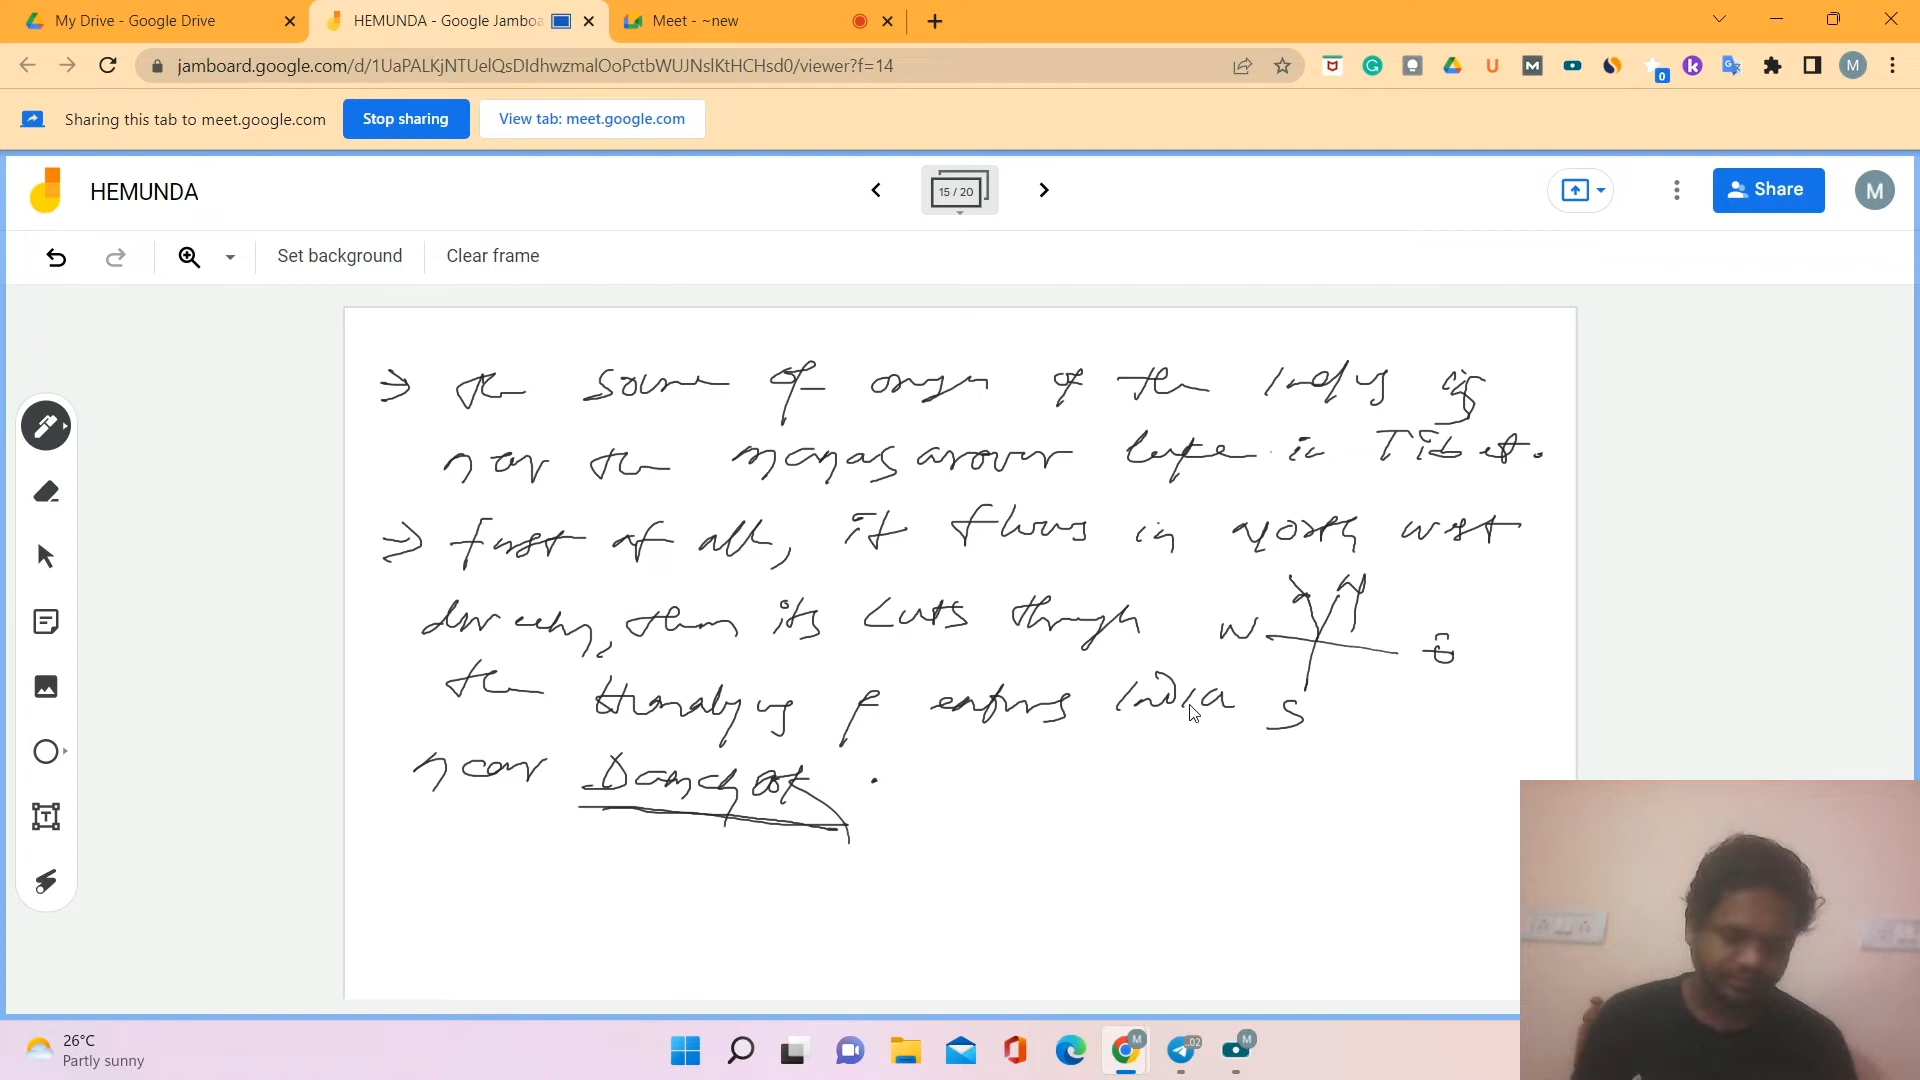 My Drive - Google Drive
HEMUNDA - Google Jamboa
Meet - ~new
jamboard.google.com/d/1UaPALKjNTUelQsDIdhwzmalOoPctbWUJNslKtHCHsd0/viewer?f=14
0
M
Sharing this tab to meet.google.com
Stop sharing
View tab: meet.google.com
HEMUNDA
15 / 20
Share
M
Set background
Clear frame
⇒ the source of origin of the Indus is
near the manasarovar lake in Tibet.
⇒ first of all, it flows in north west
then its cuts through
W N E
the enters India S
near Damchok.
26°C
Partly sunny